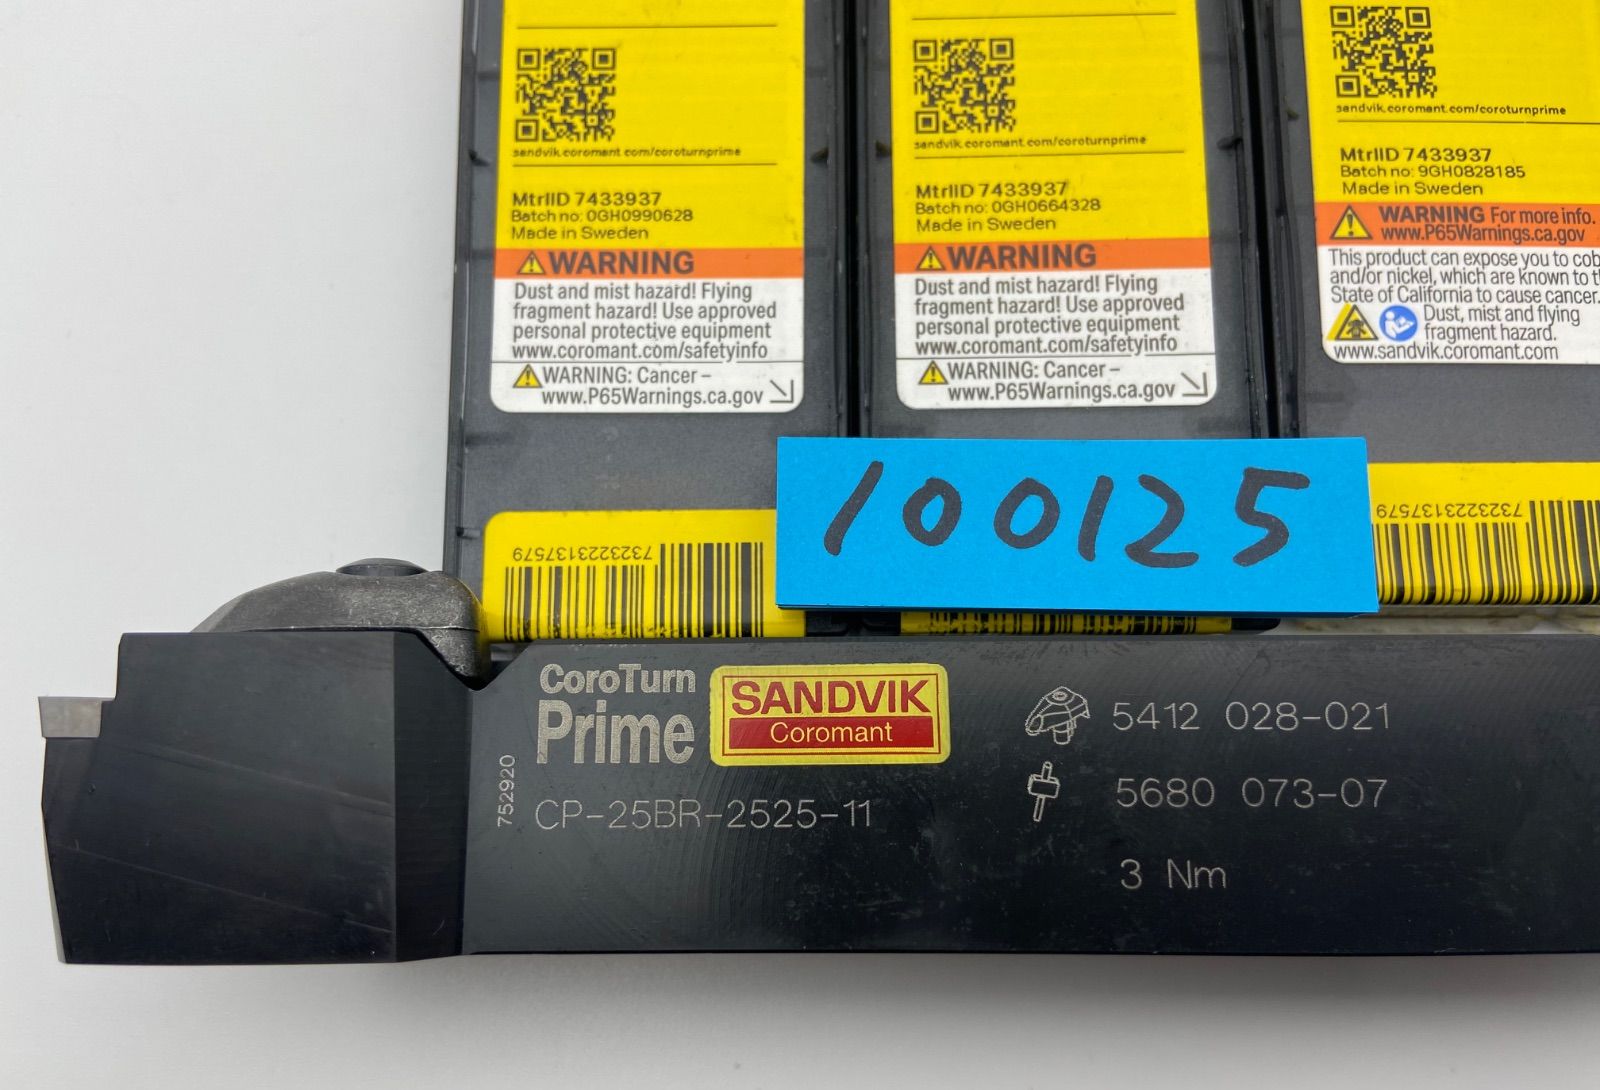 sandvik.coromant.com/coroturnprime
MtrlID 7433937
Batch no: 0GH0990628
Made in Sweden
WARNING
Dust and mist hazard! Flying
fragment hazard! Use approved
personal protective equipment
www.coromant.com/safetyinfo
WARNING: Cancer –
www.P65Warnings.ca.gov
7323223137579
sandvik.coromant.com/coroturnprime
MtrlID 7433937
Batch no: 0GH0664328
Made in Sweden
WARNING
Dust and mist hazard! Flying
fragment hazard! Use approved
personal protective equipment
www.coromant.com/safetyinfo
WARNING: Cancer –
www.P65Warnings.ca.gov
sandvik.coromant.com/coroturnprime
MtrlID 7433937
Batch no: 9GH0828185
Made in Sweden
WARNING For more info.
www.P65Warnings.ca.gov
This product can expose you to cob
and/or nickel, which are known to t
State of California to cause cancer.
Dust, mist and flying
fragment hazard.
www.sandvik.coromant.com
7323223137579
100125
CoroTurn
Prime
SANDVIK
Coromant
752920
CP-25BR-2525-11
5412 028-021
5680 073-07
3 Nm